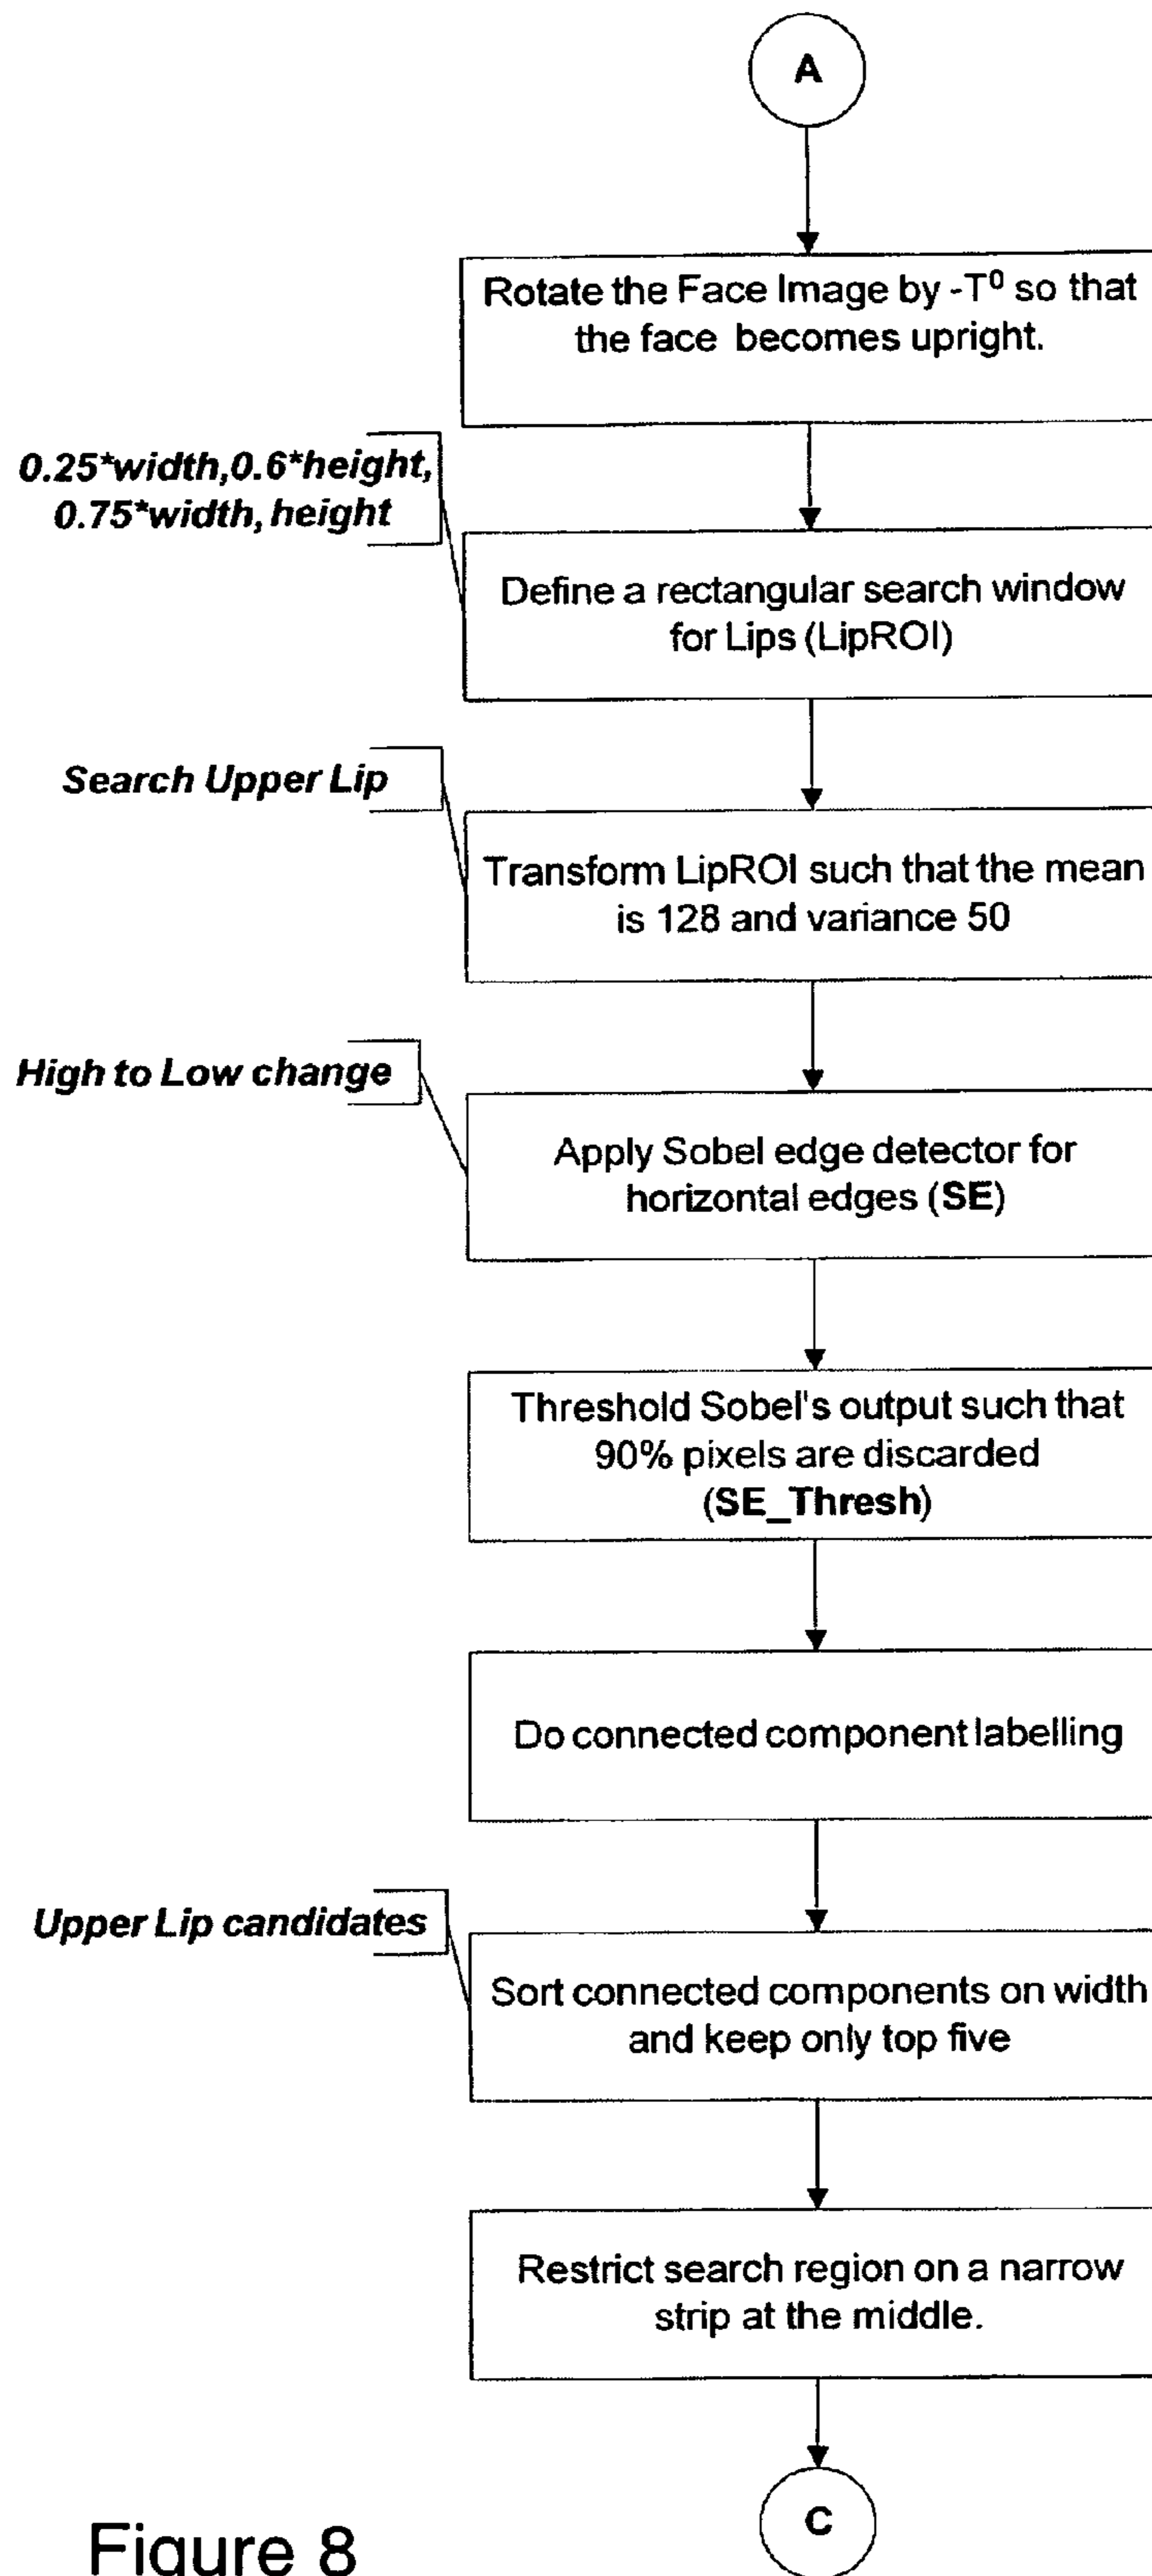 A
Rotate the Face Image by -T⁰ so that
the face becomes upright.
0.25*width,0.6*height,
0.75*width, height
Define a rectangular search window
for Lips (LipROI)
Search Upper Lip
Transform LipROI such that the mean
is 128 and variance 50
High to Low change
Apply Sobel edge detector for
horizontal edges (SE)
Threshold Sobel's output such that
90% pixels are discarded
(SE_Thresh)
Do connected component labelling
Upper Lip candidates
Sort connected components on width
and keep only top five
Restrict search region on a narrow
strip at the middle.
C
Figure 8